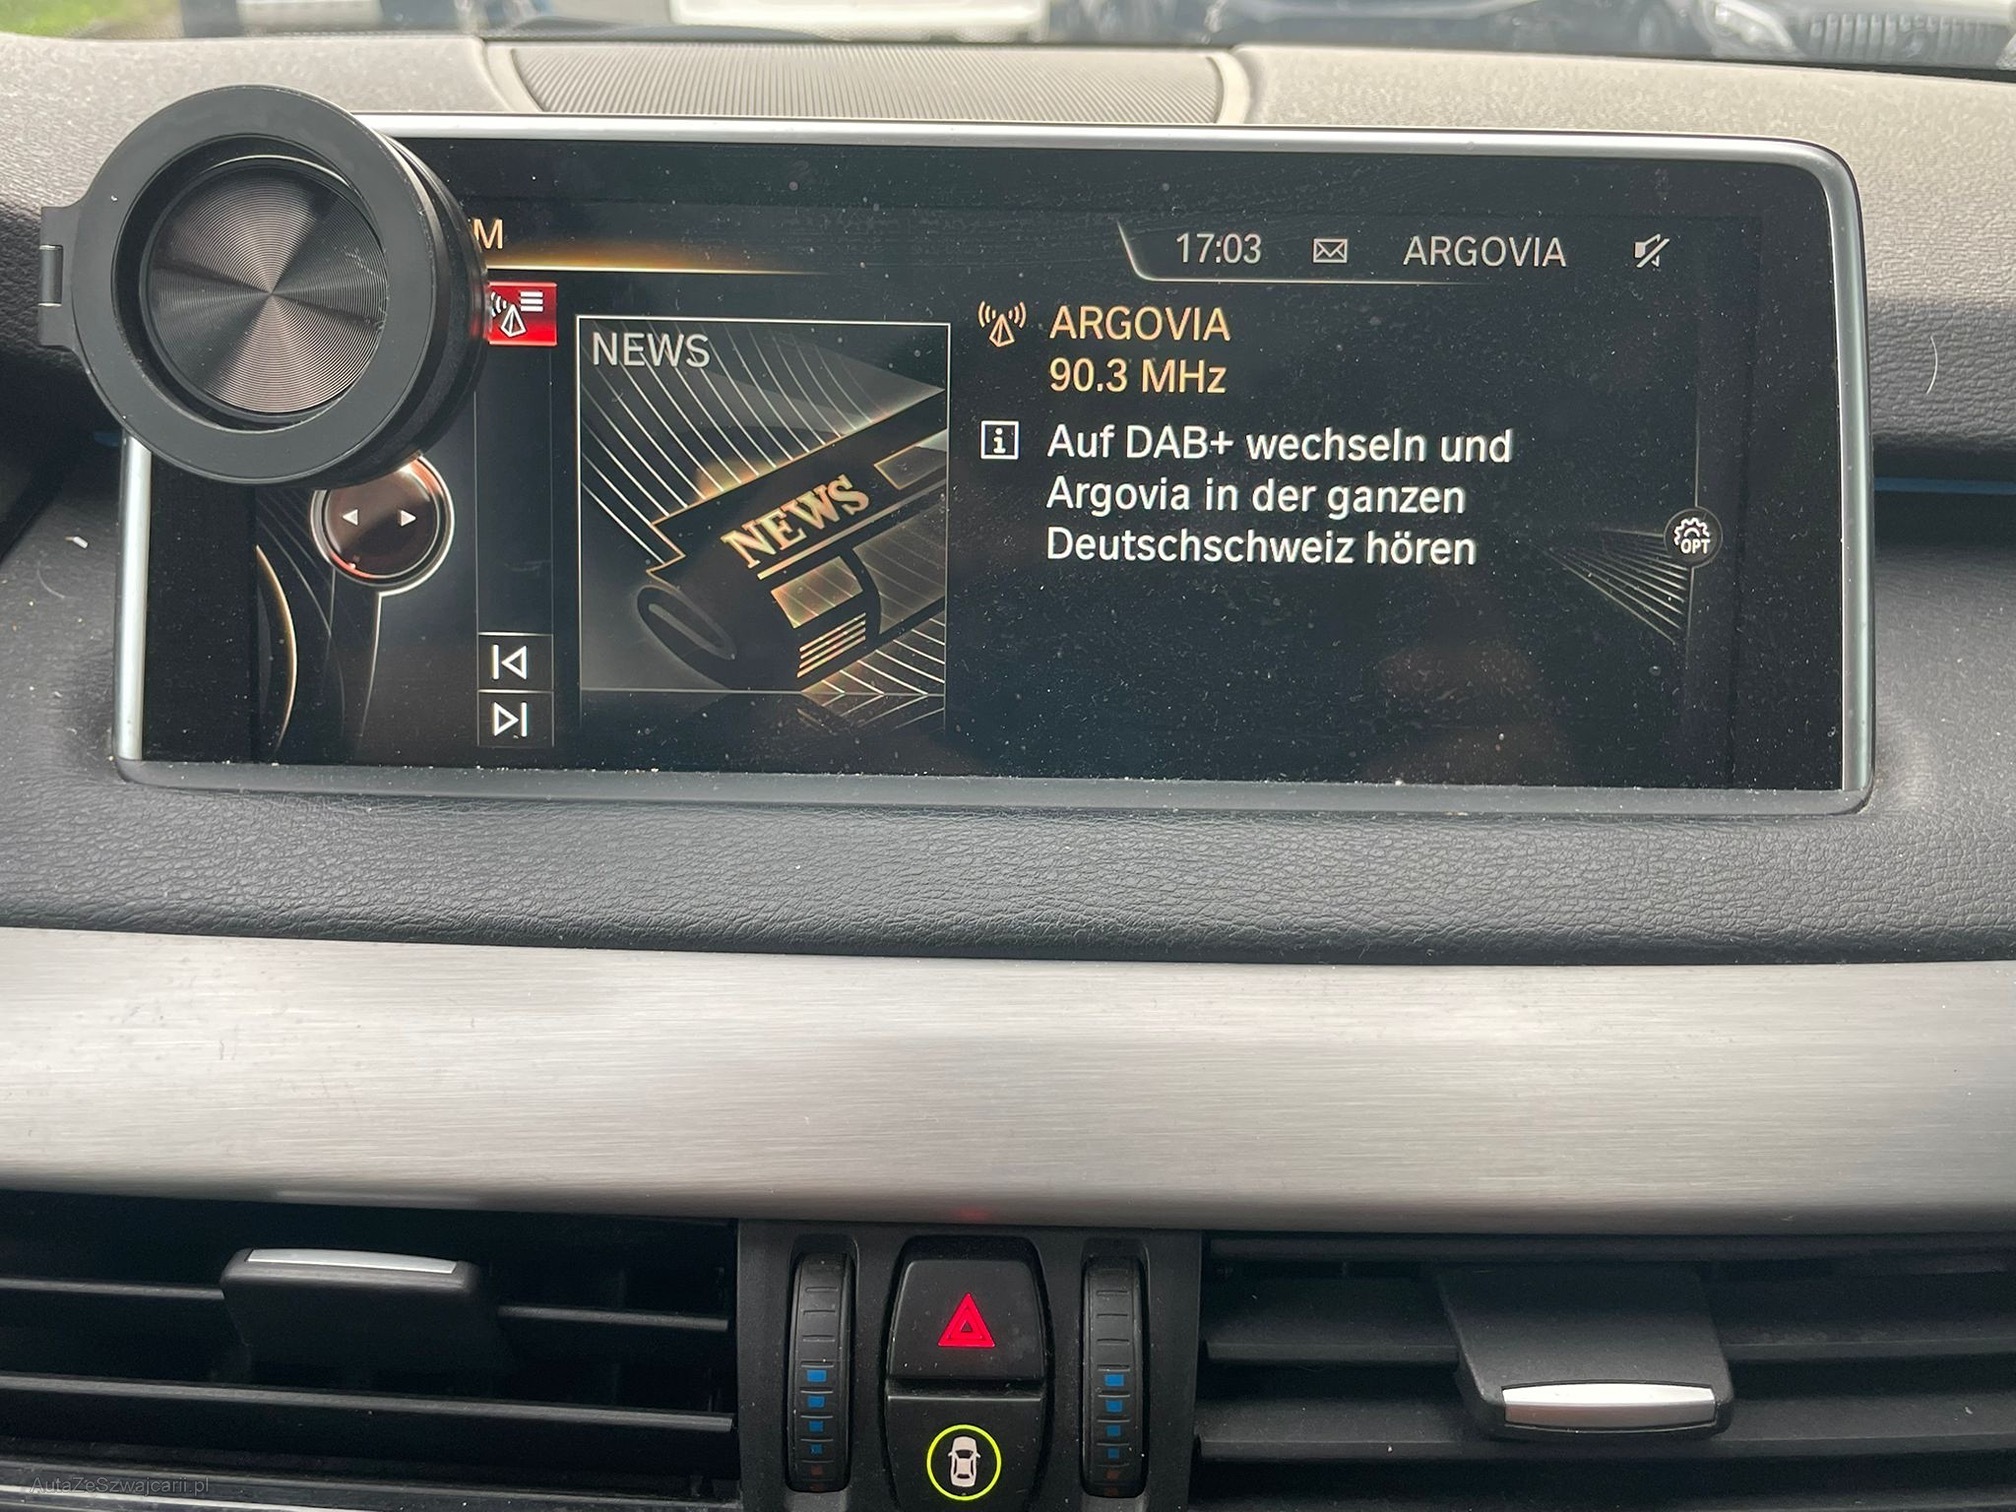 M
17:03 ARGOVIA
NEWS
ARGOVIA
90.3 MHz
Auf DAB+ wechseln und
Argovia in der ganzen
Deutschschweiz hören
NEWS
OPT
AutaZeSzwajcarii.pl